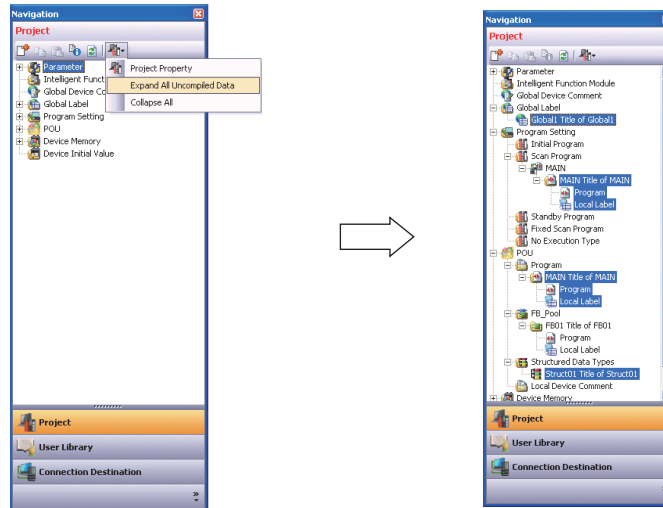 Navigation
Project
Project Property
Expand All Uncompiled Data
Collapse All
Parameter
Intelligent Funct
Global Device Co
Global Label
Program Setting
POU
Device Memory
Device Initial Value
Project
User Library
Connection Destination
Navigation
Project
Parameter
Intelligent Function Module
Global Device Comment
Global Label
Global1 Title of Global1
Program Setting
Initial Program
Scan Program
MAIN
MAIN Title of MAIN
Program
Local Label
Standby Program
Fixed Scan Program
No Execution Type
POU
Program
MAIN Title of MAIN
Program
Local Label
FB_Pool
FB01 Title of FB01
Program
Local Label
Structured Data Types
Struct01 Title of Struct01
Local Device Comment
Device Memory
Project
User Library
Connection Destination